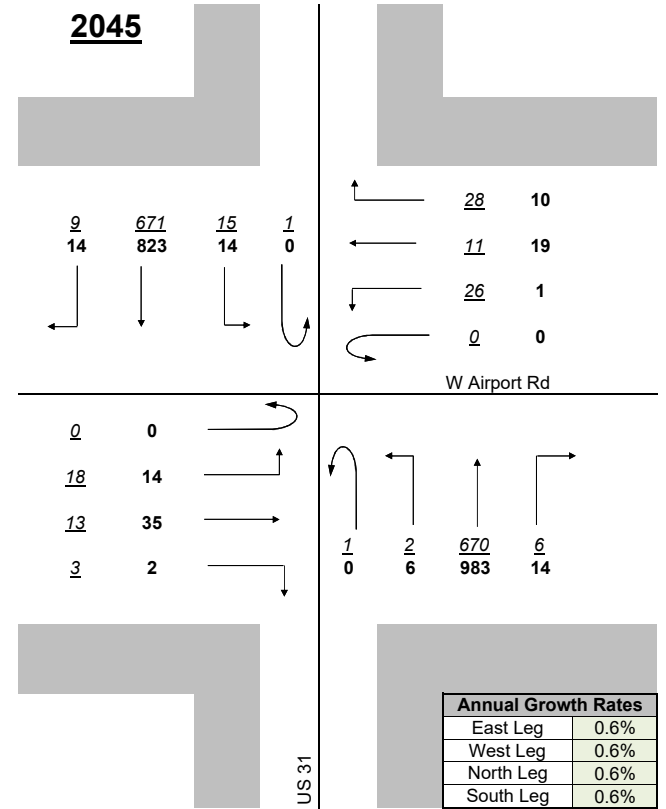 2045
9 671 15 1
14 823 14 0
28 10
11 19
26 1
0 0
W Airport Rd
0 0
18 14
13 35
3 2
1 2 670 6
0 6 983 14
US 31
Annual Growth Rates
East Leg 0.6%
West Leg 0.6%
North Leg 0.6%
South Leg 0.6%